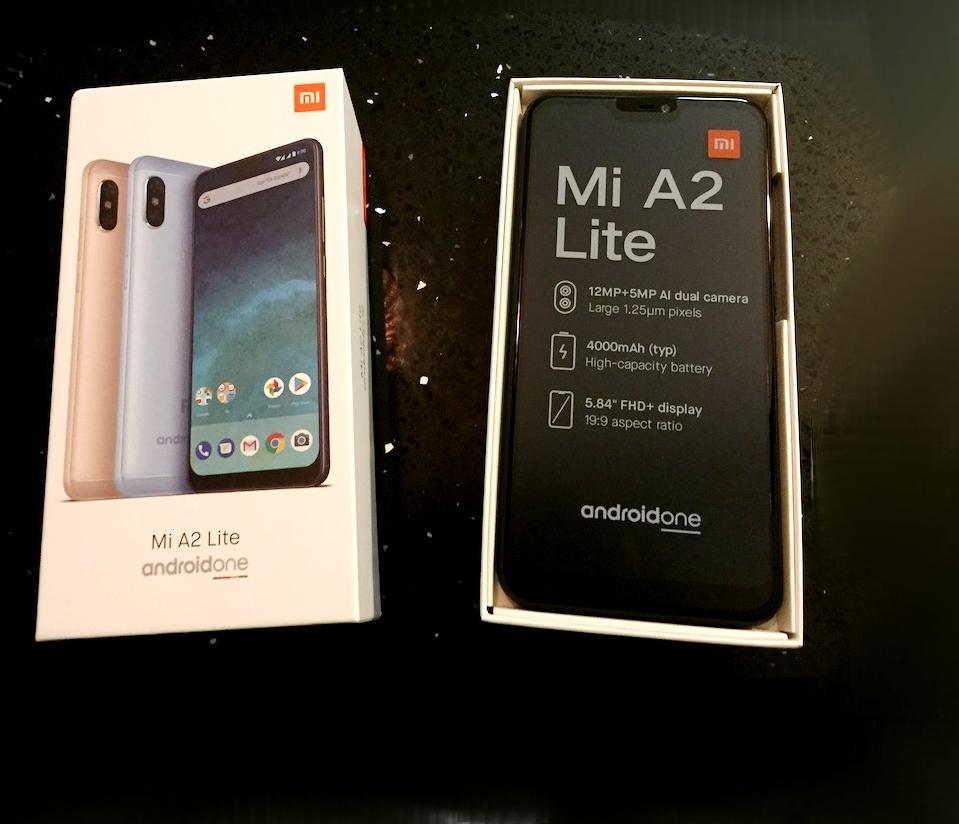 mi
Mi A2 Lite
androidone
mi
Mi A2
Lite
12MP+5MP AI dual camera
Large 1.25µm pixels
4000mAh (typ)
High-capacity battery
5.84" FHD+ display
19:9 aspect ratio
androidone